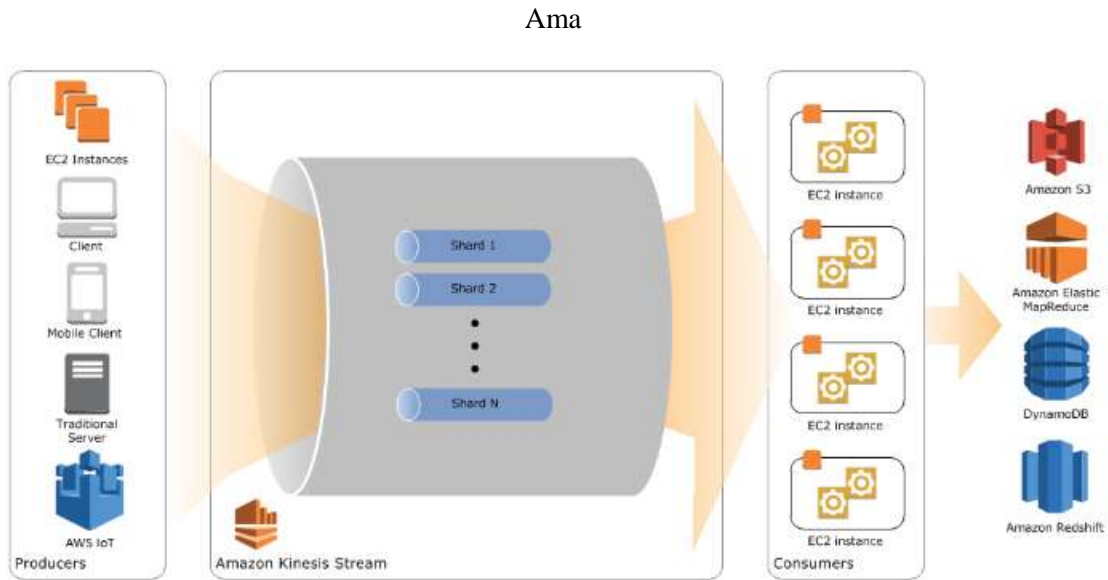 Ama
EC2 Instances
Client
Mobile Client
Traditional
Server
AWS IoT
Producers
Shard 1
Shard 2
Shard N
Amazon Kinesis Stream
EC2 instance
EC2 instance
EC2 instance
EC2 instance
Consumers
Amazon S3
Amazon Elastic
MapReduce
DynamoDB
Amazon Redshift